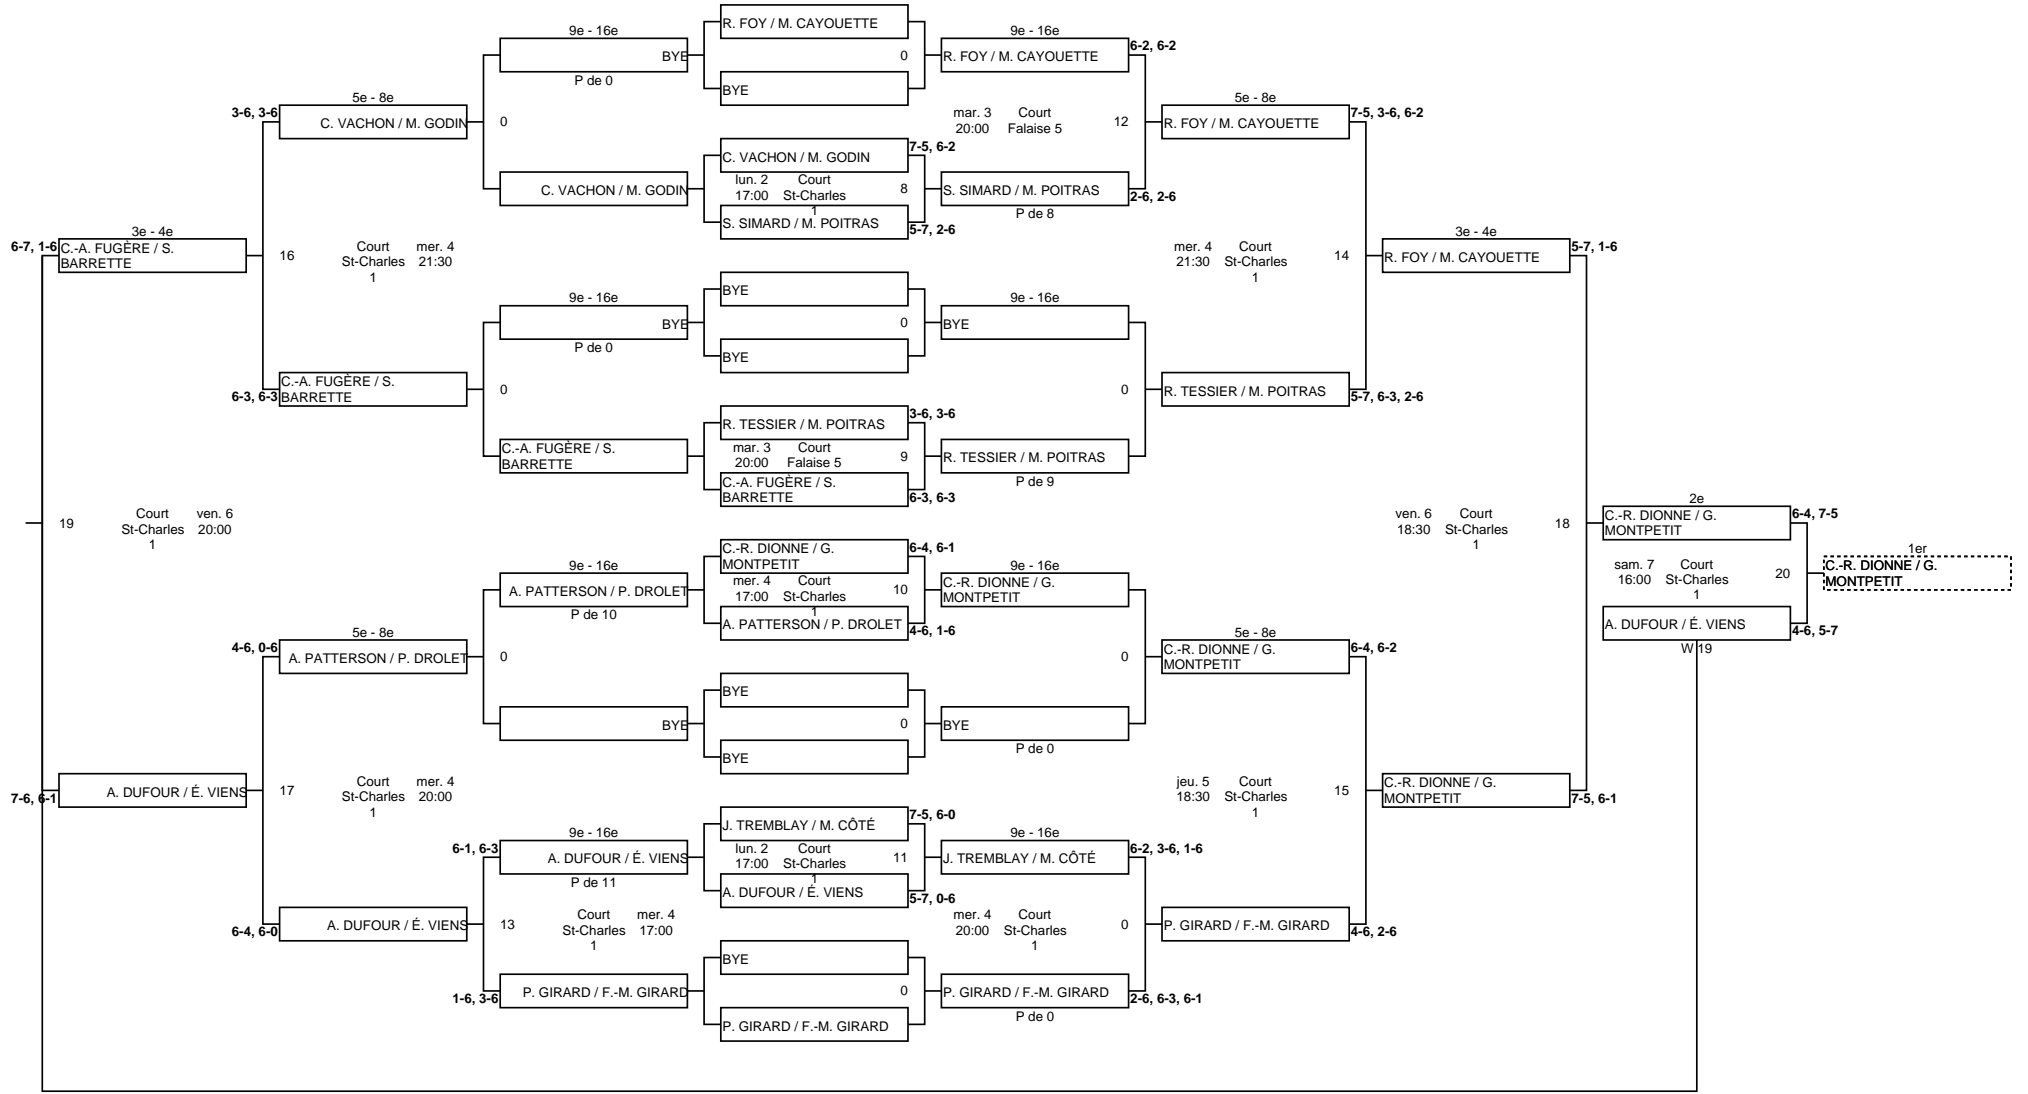 R. FOY / M. CAYOUETTE
9e - 16e
9e - 16e
6-2, 6-2
BYE
0
R. FOY / M. CAYOUETTE
P de 0
BYE
5e - 8e
5e - 8e
3-6, 3-6
mar. 3 Court
20:00 Falaise 5
12
7-5, 3-6, 6-2
C. VACHON / M. GODIN
0
R. FOY / M. CAYOUETTE
7-5, 6-2
C. VACHON / M. GODIN
C. VACHON / M. GODIN
lun. 2 Court
17:00 St-Charles
1
8
S. SIMARD / M. POITRAS
2-6, 2-6
P de 8
S. SIMARD / M. POITRAS
5-7, 2-6
3e - 4e
3e - 4e
6-7, 1-6
C.-A. FUGÈRE / S.
BARRETTE
16
Court mer. 4
St-Charles 21:30
1
mer. 4 Court
21:30 St-Charles
1
14
R. FOY / M. CAYOUETTE
5-7, 1-6
BYE
9e - 16e
9e - 16e
BYE
0
BYE
P de 0
BYE
C.-A. FUGÈRE / S.
BARRETTE
6-3, 6-3
0
0
R. TESSIER / M. POITRAS
5-7, 6-3, 2-6
R. TESSIER / M. POITRAS
3-6, 3-6
C.-A. FUGÈRE / S.
BARRETTE
mar. 3 Court
20:00 Falaise 5
9
R. TESSIER / M. POITRAS
P de 9
C.-A. FUGÈRE / S.
BARRETTE
6-3, 6-3
19
Court ven. 6
St-Charles 20:00
1
ven. 6 Court
18:30 St-Charles
1
18
2e
C.-R. DIONNE / G.
MONTPETIT
6-4, 7-5
C.-R. DIONNE / G.
MONTPETIT
6-4, 6-1
1er
C.-R. DIONNE / G.
MONTPETIT
sam. 7 Court
16:00 St-Charles
1
20
9e - 16e
9e - 16e
A. PATTERSON / P. DROLET
mer. 4 Court
17:00 St-Charles
1
10
C.-R. DIONNE / G.
MONTPETIT
P de 10
A. PATTERSON / P. DROLET
4-6, 1-6
A. DUFOUR / É. VIENS
4-6, 5-7
W 19
5e - 8e
5e - 8e
4-6, 0-6
A. PATTERSON / P. DROLET
0
0
C.-R. DIONNE / G.
MONTPETIT
6-4, 6-2
BYE
BYE
0
BYE
P de 0
BYE
7-6, 6-1
A. DUFOUR / É. VIENS
17
Court mer. 4
St-Charles 20:00
1
jeu. 5 Court
18:30 St-Charles
1
15
C.-R. DIONNE / G.
MONTPETIT
7-5, 6-1
J. TREMBLAY / M. CÔTÉ
7-5, 6-0
9e - 16e
9e - 16e
6-1, 6-3
A. DUFOUR / É. VIENS
lun. 2 Court
17:00 St-Charles
1
11
J. TREMBLAY / M. CÔTÉ
6-2, 3-6, 1-6
P de 11
A. DUFOUR / É. VIENS
5-7, 0-6
A. DUFOUR / É. VIENS
6-4, 6-0
13
Court mer. 4
St-Charles 17:00
1
mer. 4 Court
20:00 St-Charles
1
0
P. GIRARD / F.-M. GIRARD
4-6, 2-6
BYE
1-6, 3-6
P. GIRARD / F.-M. GIRARD
0
P. GIRARD / F.-M. GIRARD
2-6, 6-3, 6-1
P de 0
P. GIRARD / F.-M. GIRARD